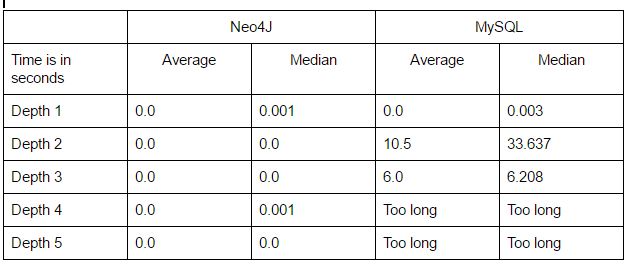 Neo4J MySQL
Time is in seconds Average Median Average Median
Depth 1 0.0 0.001 0.0 0.003
Depth 2 0.0 0.0 10.5 33.637
Depth 3 0.0 0.0 6.0 6.208
Depth 4 0.0 0.001 Too long Too long
Depth 5 0.0 0.0 Too long Too long